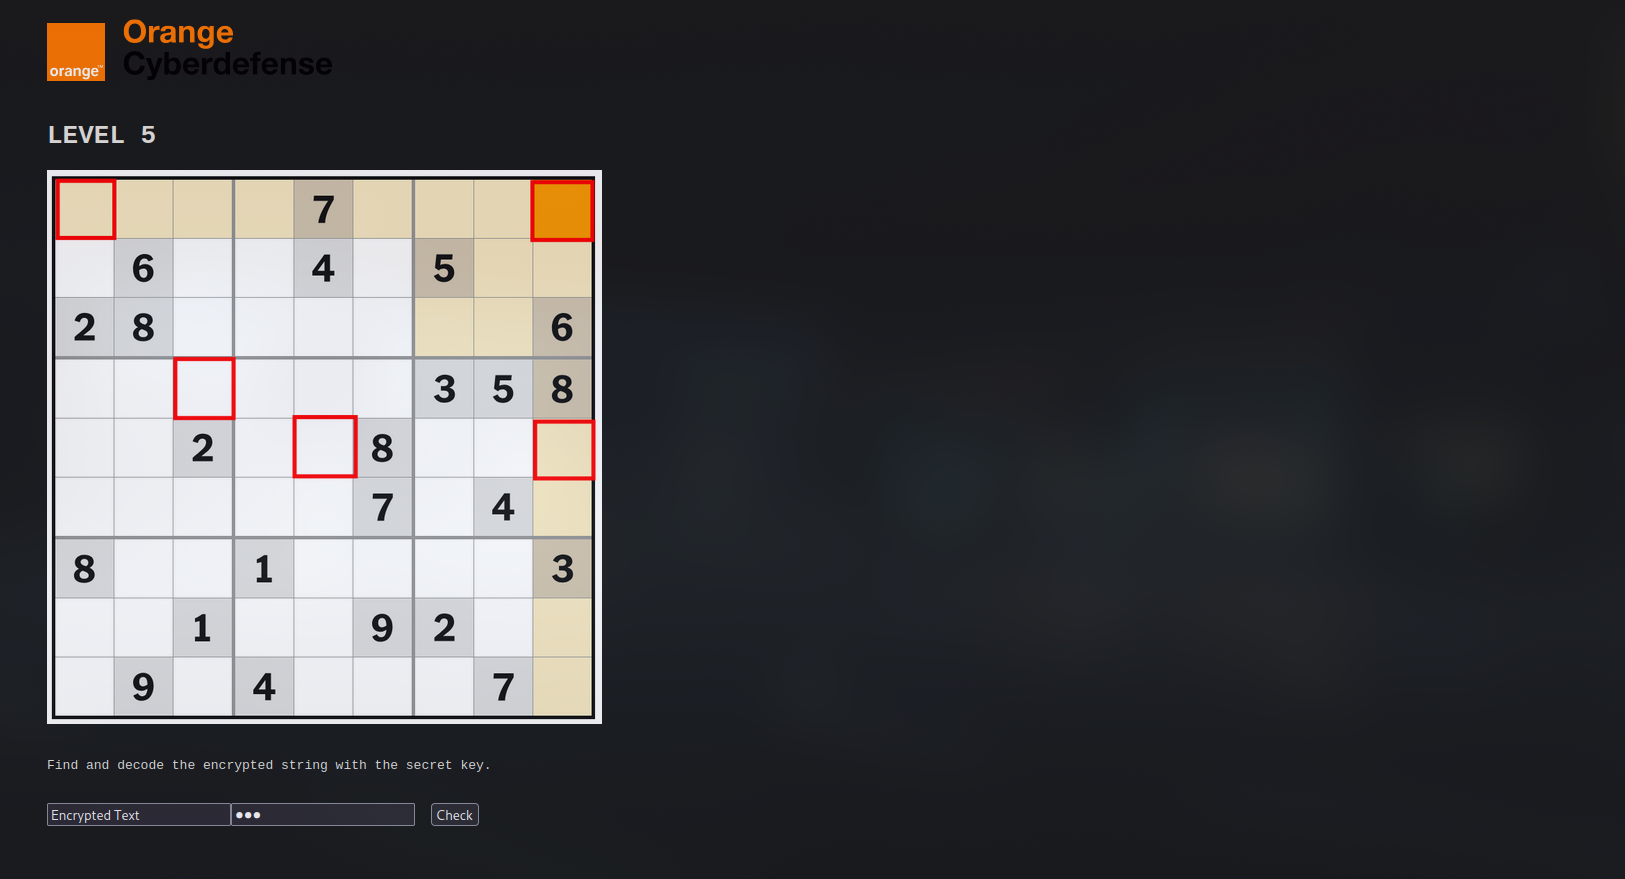 Orange
Cyberdefense
orange™
LEVEL 5
7
6 4 5
2 8 6
3 5 8
2 8
7 4
8 1 3
1 9 2
9 4 7
Find and decode the encrypted string with the secret key.
Encrypted Text ●●● Check